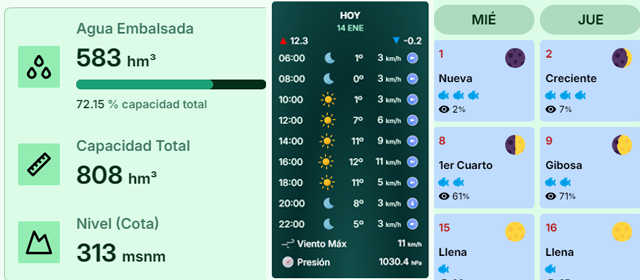 Agua Embalsada
583 hm³
72.15 % capacidad total
Capacidad Total
808 hm³
Nivel (Cota)
313 msnm
HOY
14 ENE
12.3 -0.2
06:00 1º 3 km/h
08:00 0º 3 km/h
10:00 1º 3 km/h
12:00 7º 6 km/h
14:00 11º 9 km/h
16:00 12º 11 km/h
18:00 11º 5 km/h
20:00 8º 3 km/h
22:00 5º 3 km/h
Viento Máx 11 km/h
Presión 1030.4 hPa
MIÉ JUE
1 2
Nueva Creciente
2% 7%
8 9
1er Cuarto Gibosa
61% 71%
15 16
Llena Llena